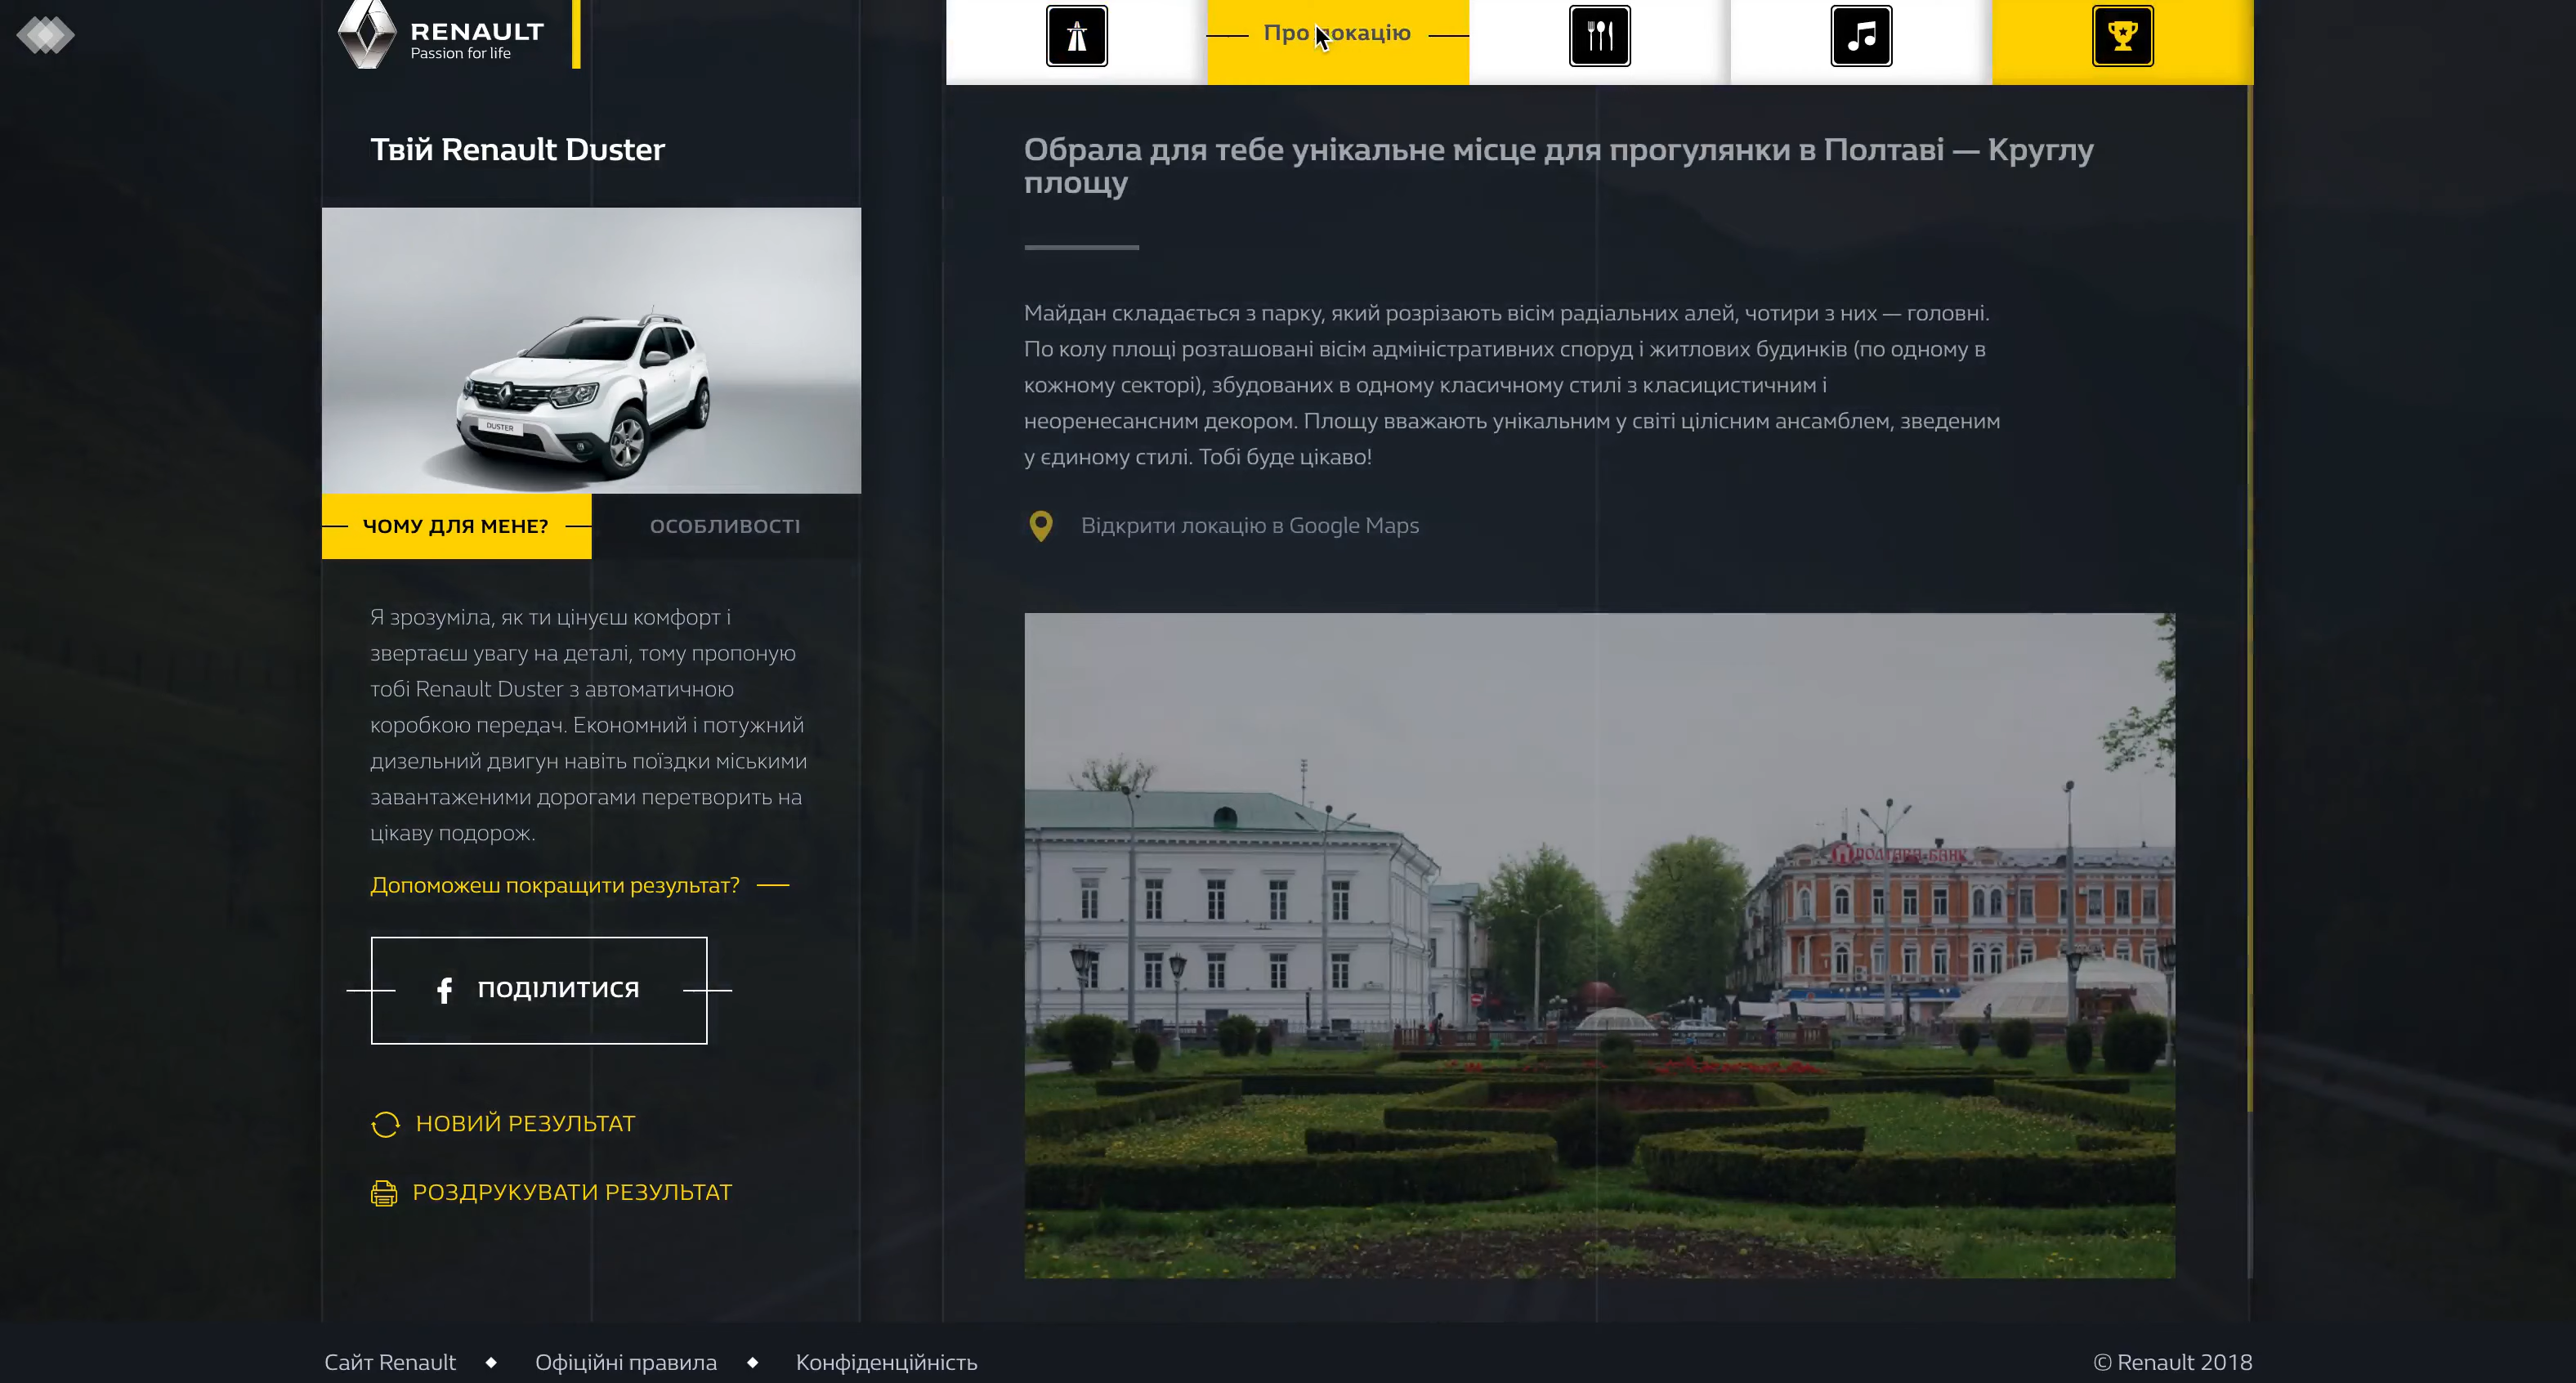 RENAULT
Passion for life
Про локацію
Твій Renault Duster
DUSTER
ЧОМУ ДЛЯ МЕНЕ?
ОСОБЛИВОСТІ
Я зрозуміла, як ти цінуєш комфорт і
звертаєш увагу на деталі, тому пропоную
тобі Renault Duster з автоматичною
коробкою передач. Економний і потужний
дизельний двигун навіть поїздки міськими
завантаженими дорогами перетворить на
цікаву подорож.
Допоможеш покращити результат?
ПОДІЛИТИСЯ
НОВИЙ РЕЗУЛЬТАТ
РОЗДРУКУВАТИ РЕЗУЛЬТАТ
Обрала для тебе унікальне місце для прогулянки в Полтаві — Круглу
площу
Майдан складається з парку, який розрізають вісім радіальних алей, чотири з них — головні.
По колу площі розташовані вісім адміністративних споруд і житлових будинків (по одному в
кожному секторі), збудованих в одному класичному стилі з класицистичним і
неоренесансним декором. Площу вважають унікальним у світі цілісним ансамблем, зведеним
у єдиному стилі. Тобі буде цікаво!
Відкрити локацію в Google Maps
ПОЛТАВА-БАНК
Сайт Renault
Офіційні правила
Конфіденційність
© Renault 2018